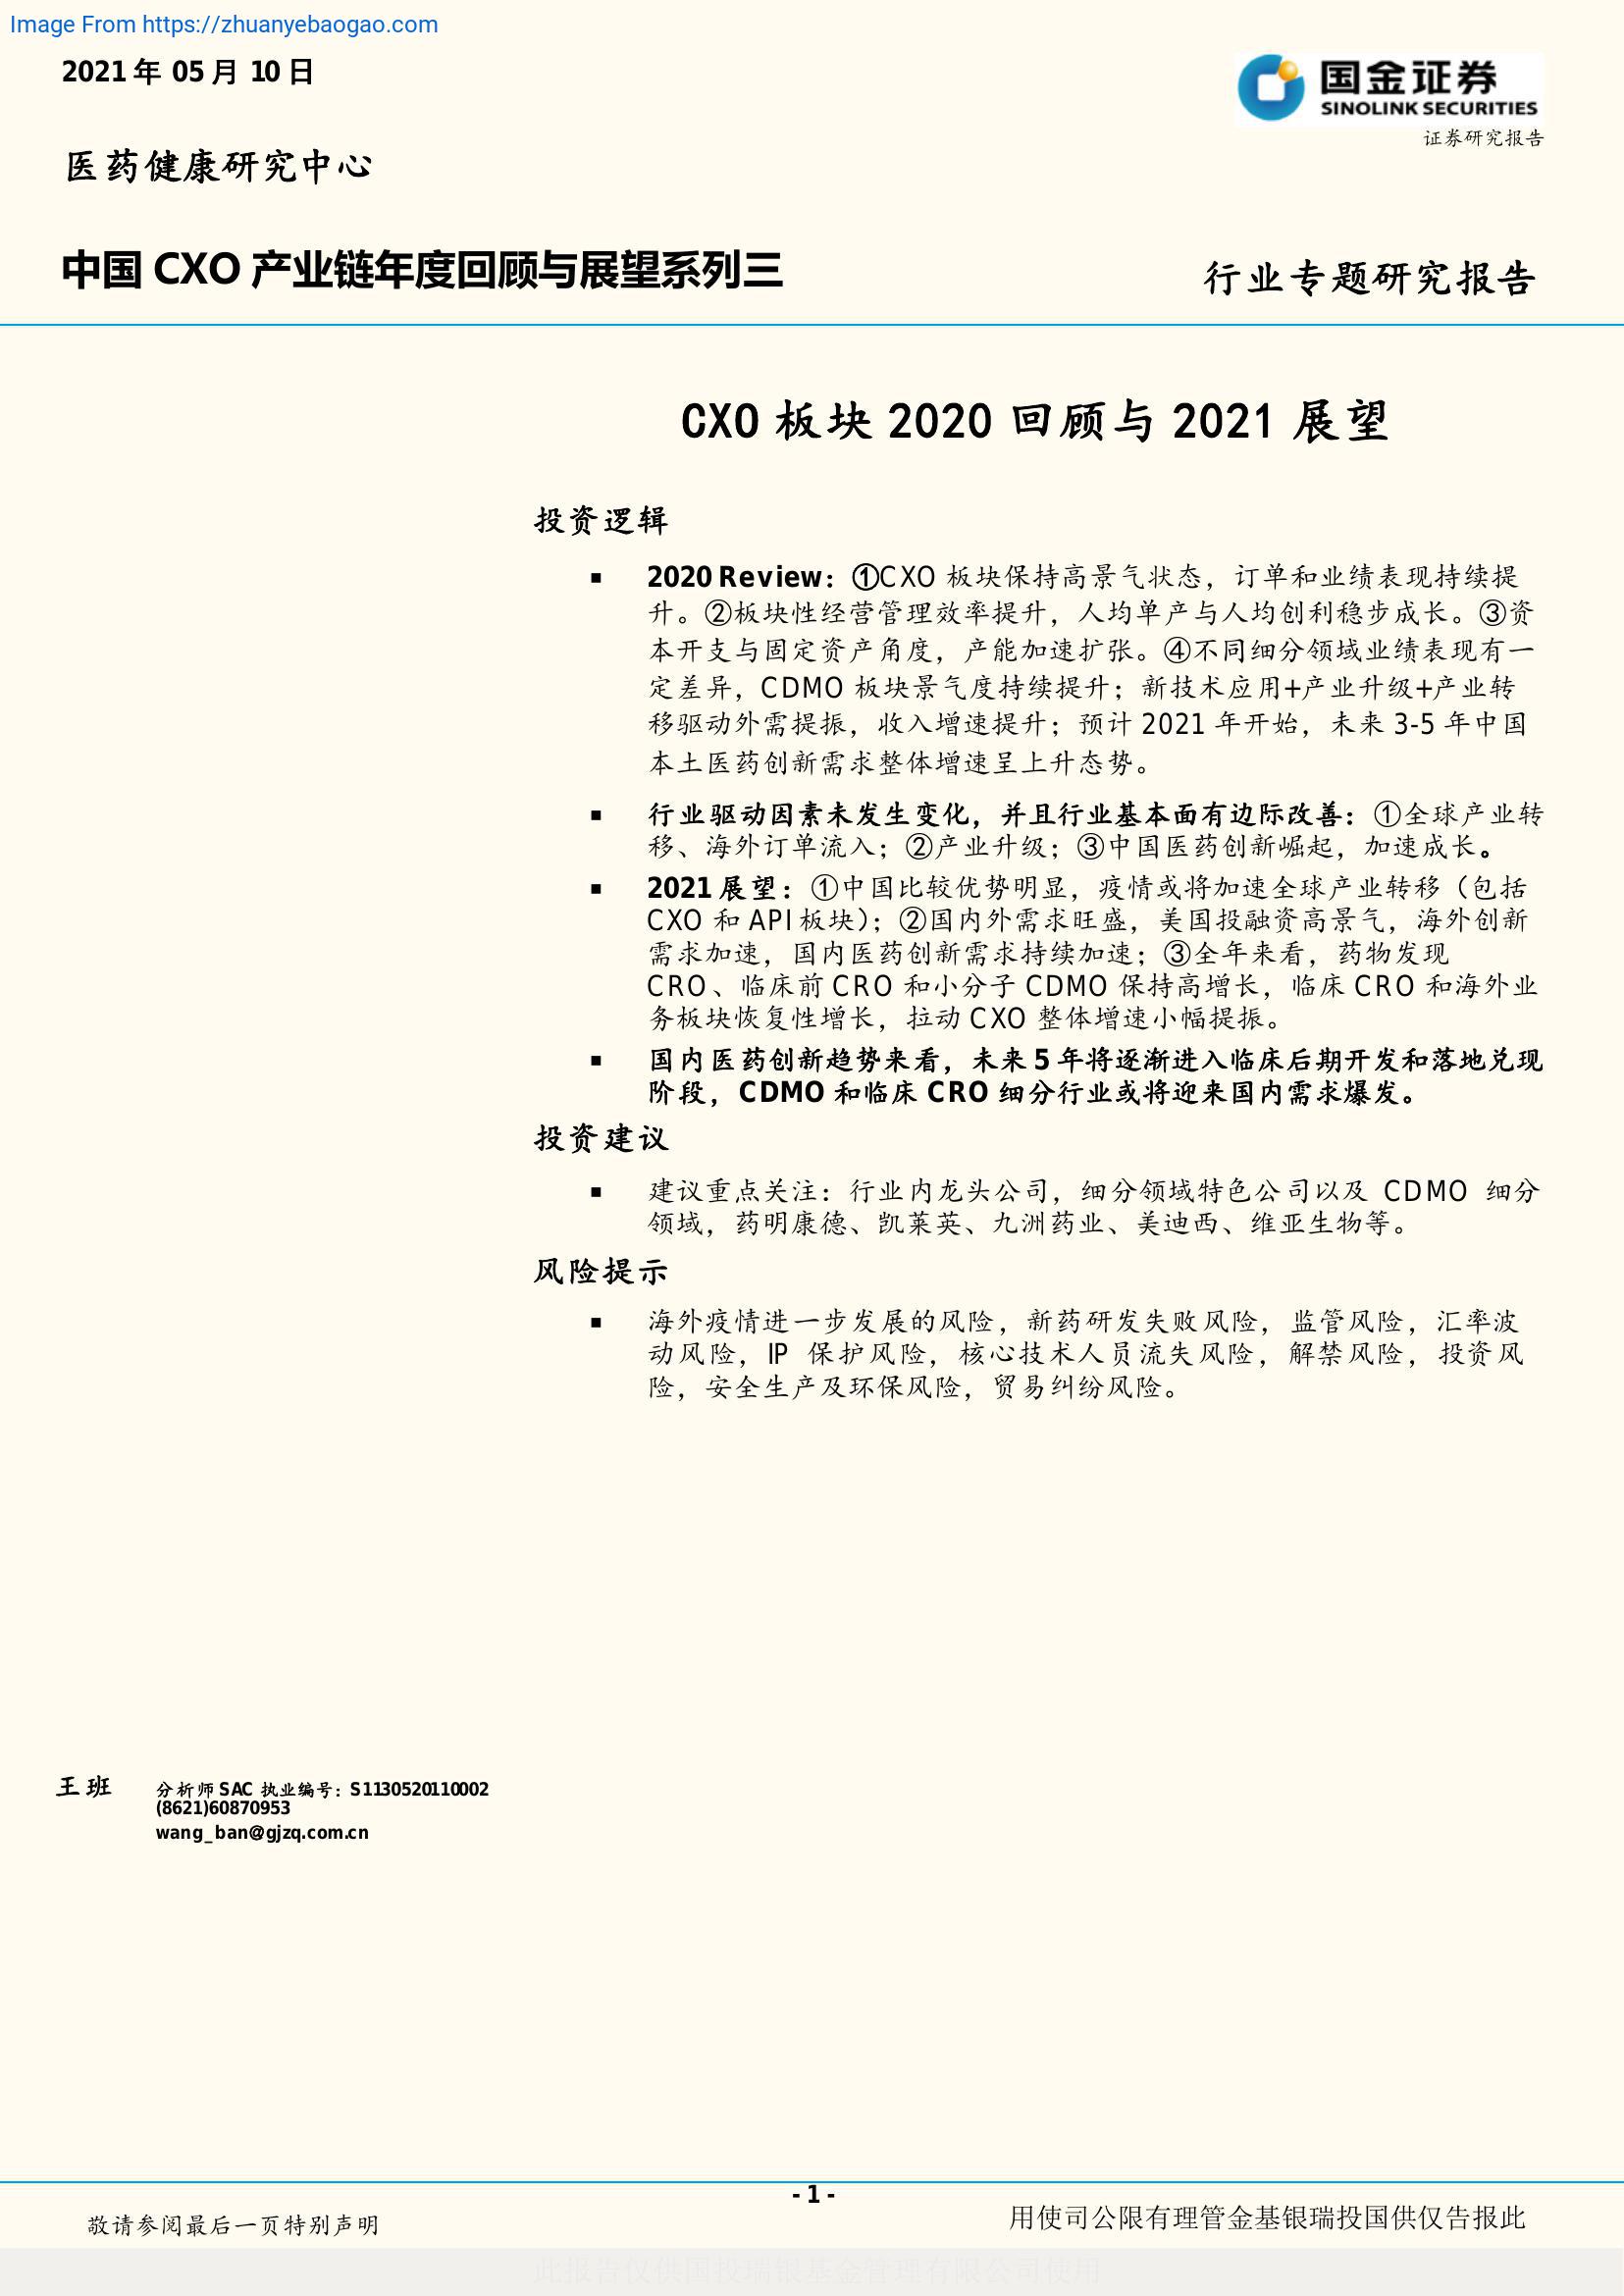 Image From https://zhuanyebaogao.com
2021 年 05 月 10 日
国金证券
SINOLINK SECURITIES
证券研究报告
医药健康研究中心
中国 CXO 产业链年度回顾与展望系列三
行业专题研究报告
CXO 板块 2020 回顾与 2021 展望
投资逻辑
■ 2020 Review：①CXO 板块保持高景气状态，订单和业绩表现持续提
升。②板块性经营管理效率提升，人均单产与人均创利稳步成长。③资
本开支与固定资产角度，产能加速扩张。④不同细分领域业绩表现有一
定差异，CDMO 板块景气度持续提升；新技术应用+产业升级+产业转
移驱动外需提振，收入增速提升；预计 2021 年开始，未来 3-5 年中国
本土医药创新需求整体增速呈上升态势。
■ 行业驱动因素未发生变化，并且行业基本面有边际改善：①全球产业转
移、海外订单流入；②产业升级；③中国医药创新崛起，加速成长。
■ 2021 展望：①中国比较优势明显，疫情或将加速全球产业转移（包括
CXO 和 API 板块）；②国内外需求旺盛，美国投融资高景气，海外创新
需求加速，国内医药创新需求持续加速；③全年来看，药物发现
CRO、临床前 CRO 和小分子 CDMO 保持高增长，临床 CRO 和海外业
务板块恢复性增长，拉动 CXO 整体增速小幅提振。
■ 国内医药创新趋势来看，未来 5 年将逐渐进入临床后期开发和落地兑现
阶段，CDMO 和临床 CRO 细分行业或将迎来国内需求爆发。
投资建议
■ 建议重点关注：行业内龙头公司，细分领域特色公司以及 CDMO 细分
领域，药明康德、凯莱英、九洲药业、美迪西、维亚生物等。
风险提示
■ 海外疫情进一步发展的风险，新药研发失败风险，监管风险，汇率波
动风险，IP 保护风险，核心技术人员流失风险，解禁风险，投资风
险，安全生产及环保风险，贸易纠纷风险。
王班 分析师 SAC 执业编号：S1130520110002
(8621)60870953
wang_ban@gjzq.com.cn
- 1 -
敬请参阅最后一页特别声明
用使司公限有理管金基银瑞投国供仅告报此
此报告仅供国投瑞银基金管理有限公司使用